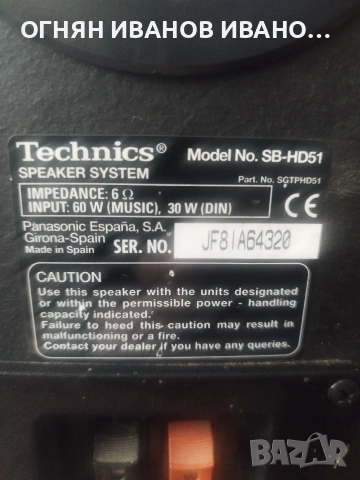 ОГНЯН ИВАНОВ ИВАНО...
Technics® Model No. SB-HD51
SPEAKER SYSTEM Part. No. SGTPHD51
IMPEDANCE: 6 Ω
INPUT: 60 W (MUSIC), 30 W (DIN)
CE
Panasonic España, S.A.
Girona-Spain
Made in Spain SER. NO. JF8IA64320
CAUTION
Use this speaker with the units designated
or within the permissible power - handling
capacity indicated.
Failure to heed this caution may result in
malfunctioning or a fire.
Contact your dealer if you have any queries.
BAZAR